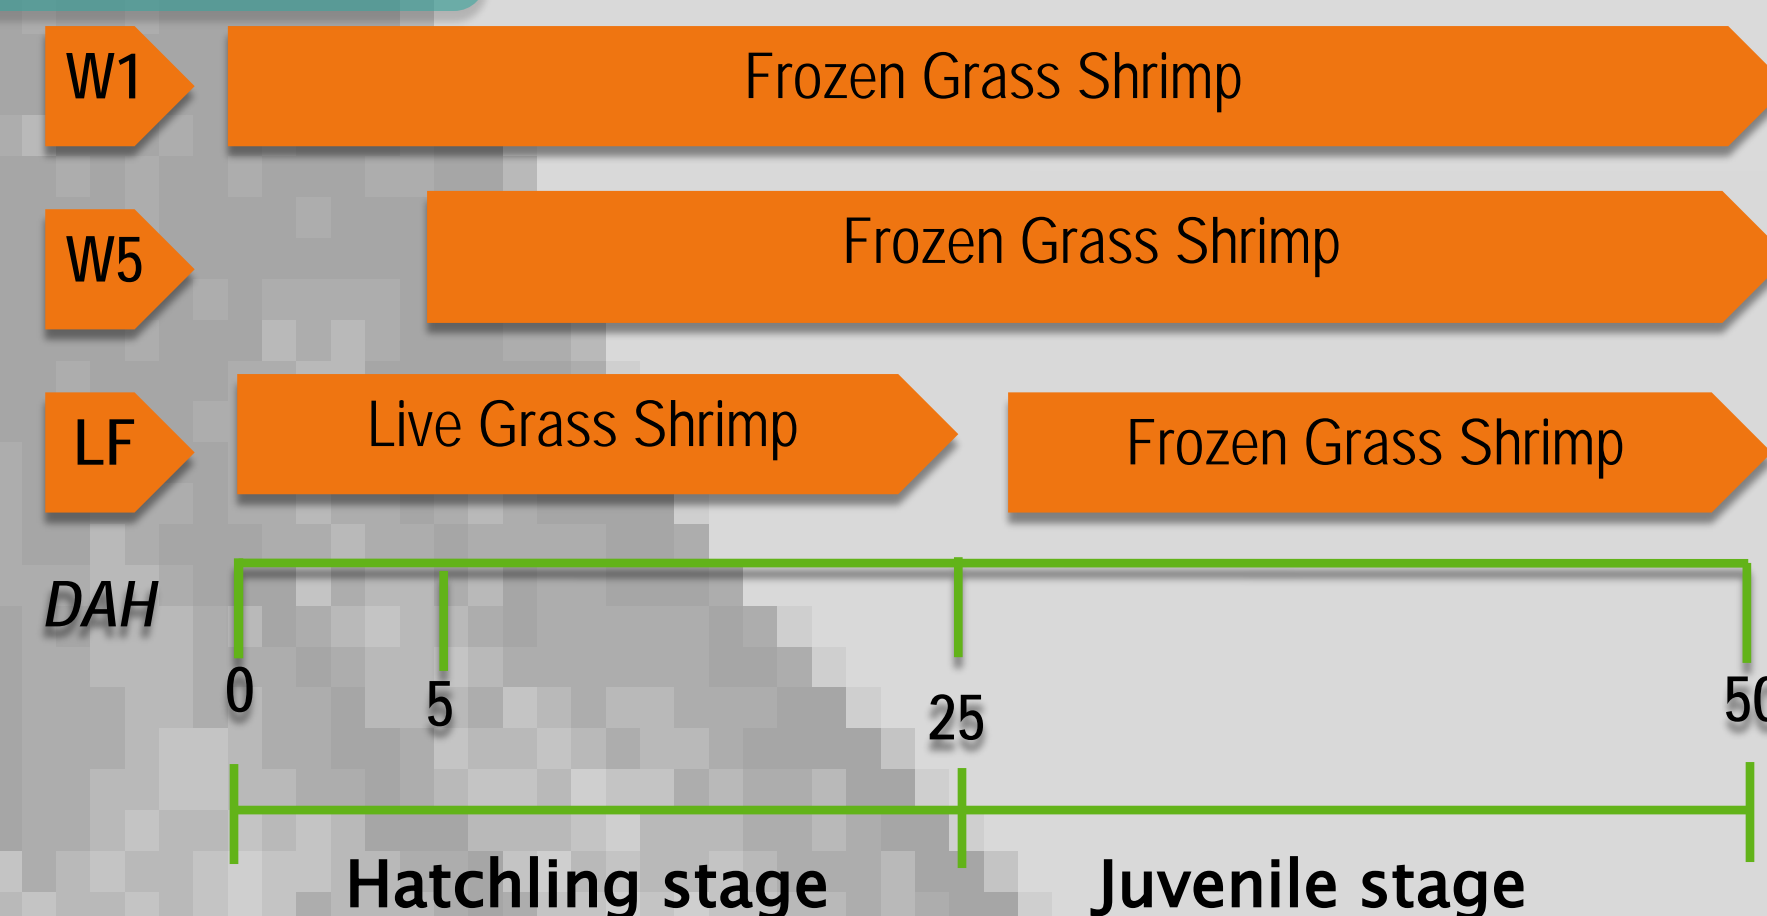 W1
Frozen Grass Shrimp
W5
Frozen Grass Shrimp
LF
Live Grass Shrimp
Frozen Grass Shrimp
DAH
0
5
25
50
Hatchling stage
Juvenile stage